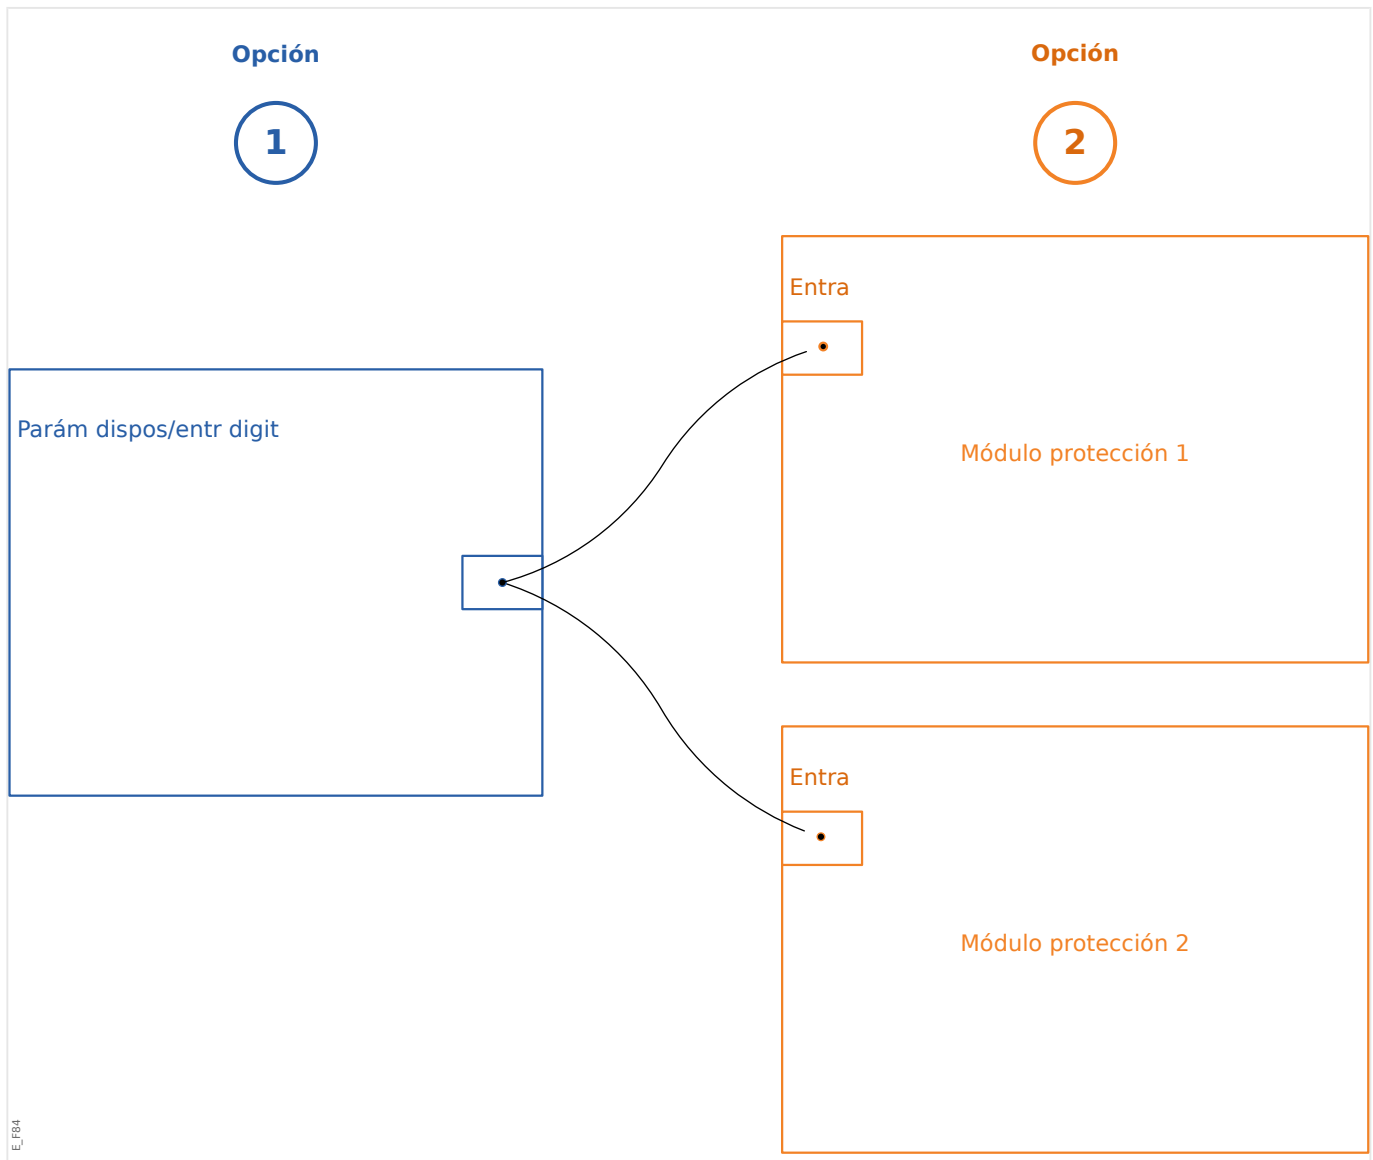 Opción
1
Opción
2
Parám dispos/entr digit
Entra
Módulo protección 1
Entra
Módulo protección 2
E_F84